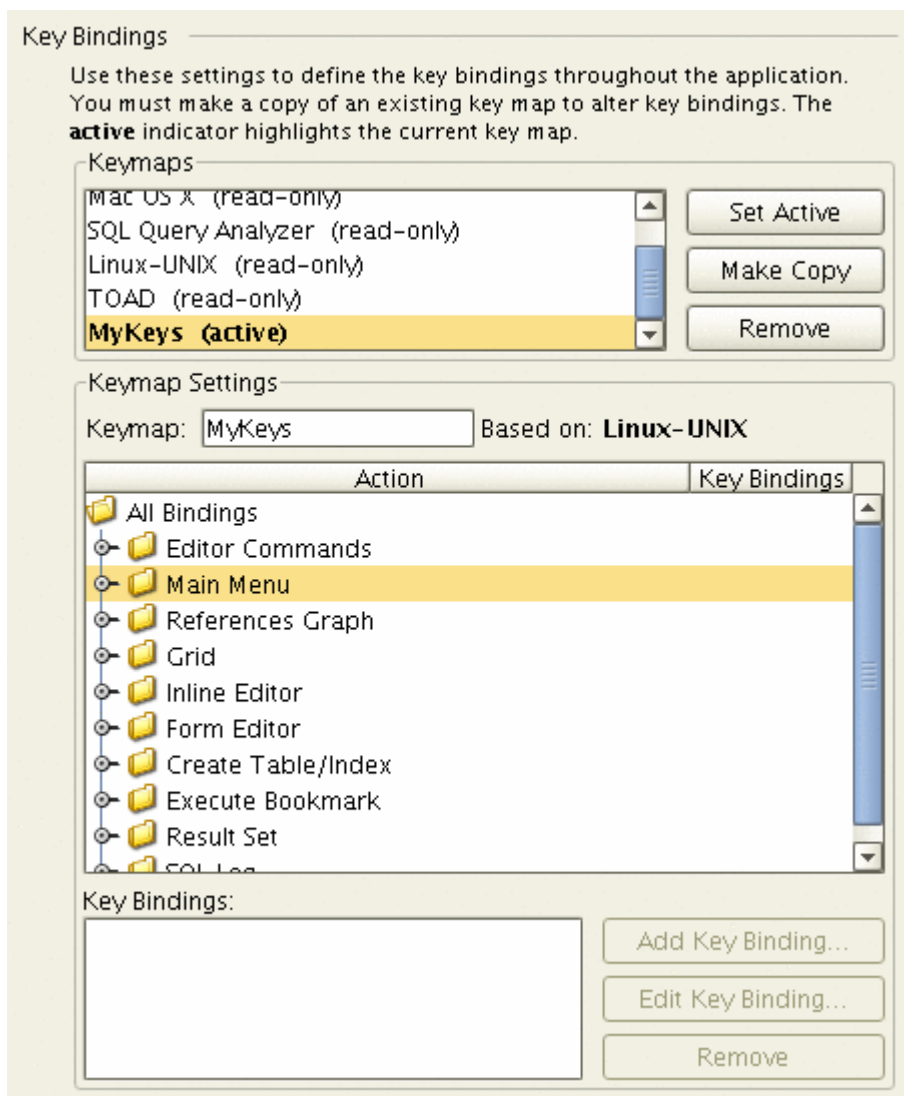 Key Bindings
Use these settings to define the key bindings throughout the application.
You must make a copy of an existing key map to alter key bindings. The
active indicator highlights the current key map.
Keymaps
Mac OS X (read-only)
SQL Query Analyzer (read-only)
Linux-UNIX (read-only)
TOAD (read-only)
MyKeys (active)
Set Active
Make Copy
Remove
Keymap Settings
Keymap: MyKeys Based on: Linux-UNIX
Action Key Bindings
All Bindings
Editor Commands
Main Menu
References Graph
Grid
Inline Editor
Form Editor
Create Table/Index
Execute Bookmark
Result Set
SQL Log
Key Bindings:
Add Key Binding...
Edit Key Binding...
Remove